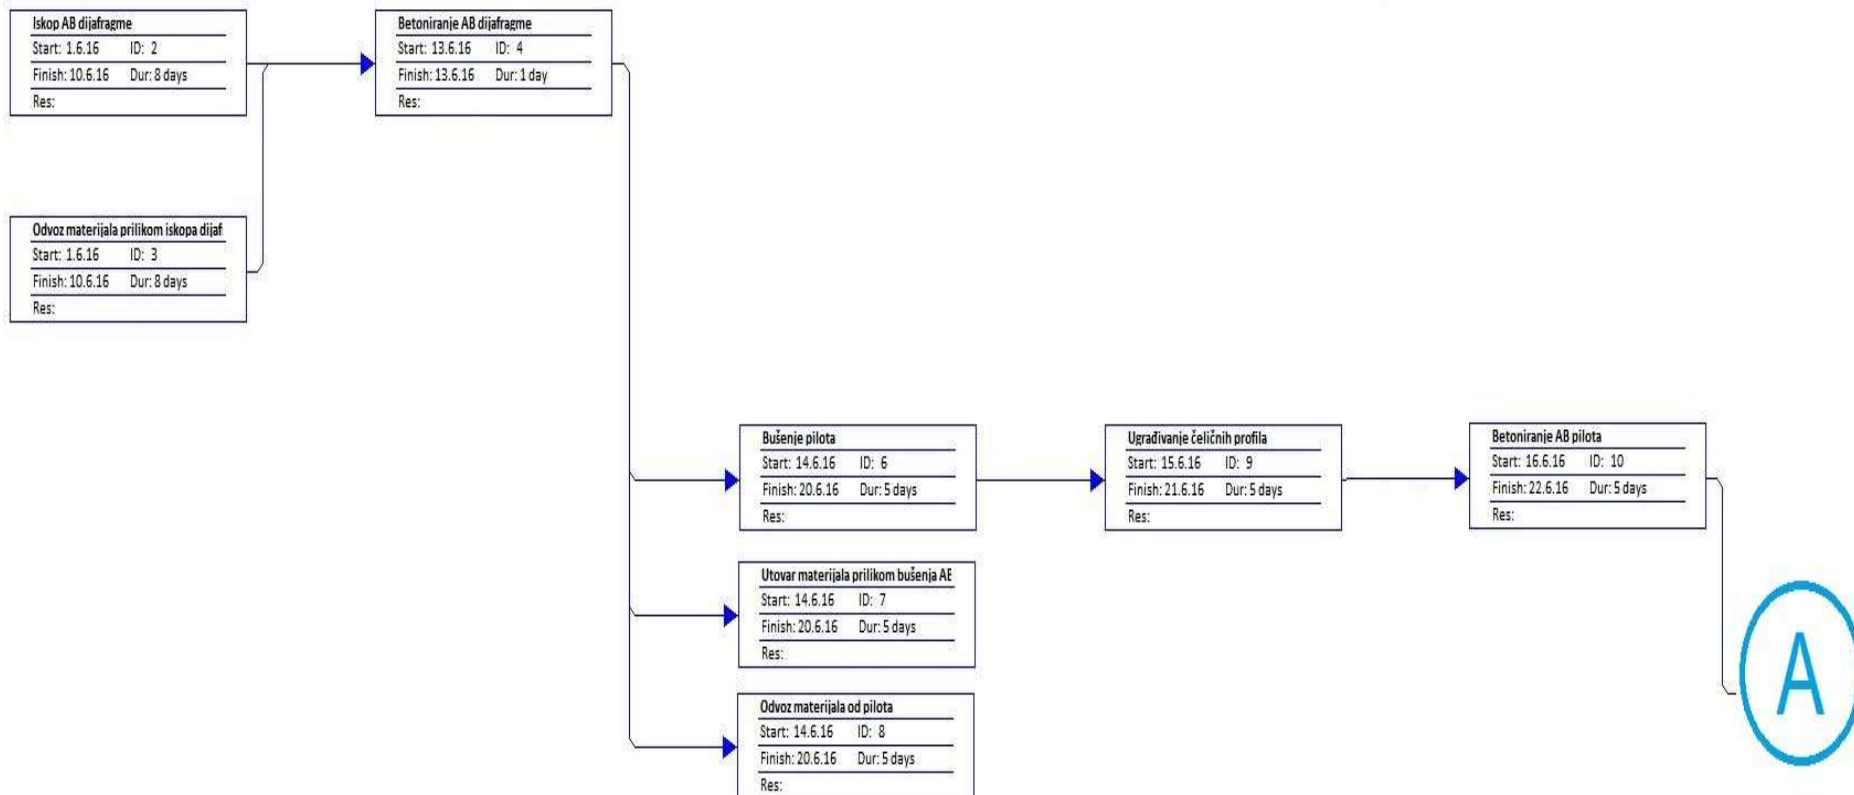 Iskop AB dijafragme
Start: 1.6.16 ID: 2
Finish: 10.6.16 Dur: 8 days
Res:
Betoniranje AB dijafragme
Start: 13.6.16 ID: 4
Finish: 13.6.16 Dur: 1 day
Res:
Odvoz materijala prilikom iskopa dijaf
Start: 1.6.16 ID: 3
Finish: 10.6.16 Dur: 8 days
Res:
Bušenje pilota
Start: 14.6.16 ID: 6
Finish: 20.6.16 Dur: 5 days
Res:
Ugrađivanje čeličnih profila
Start: 15.6.16 ID: 9
Finish: 21.6.16 Dur: 5 days
Res:
Betoniranje AB pilota
Start: 16.6.16 ID: 10
Finish: 22.6.16 Dur: 5 days
Res:
Utovar materijala prilikom bušenja AB
Start: 14.6.16 ID: 7
Finish: 20.6.16 Dur: 5 days
Res:
Odvoz materijala od pilota
Start: 14.6.16 ID: 8
Finish: 20.6.16 Dur: 5 days
Res:
A